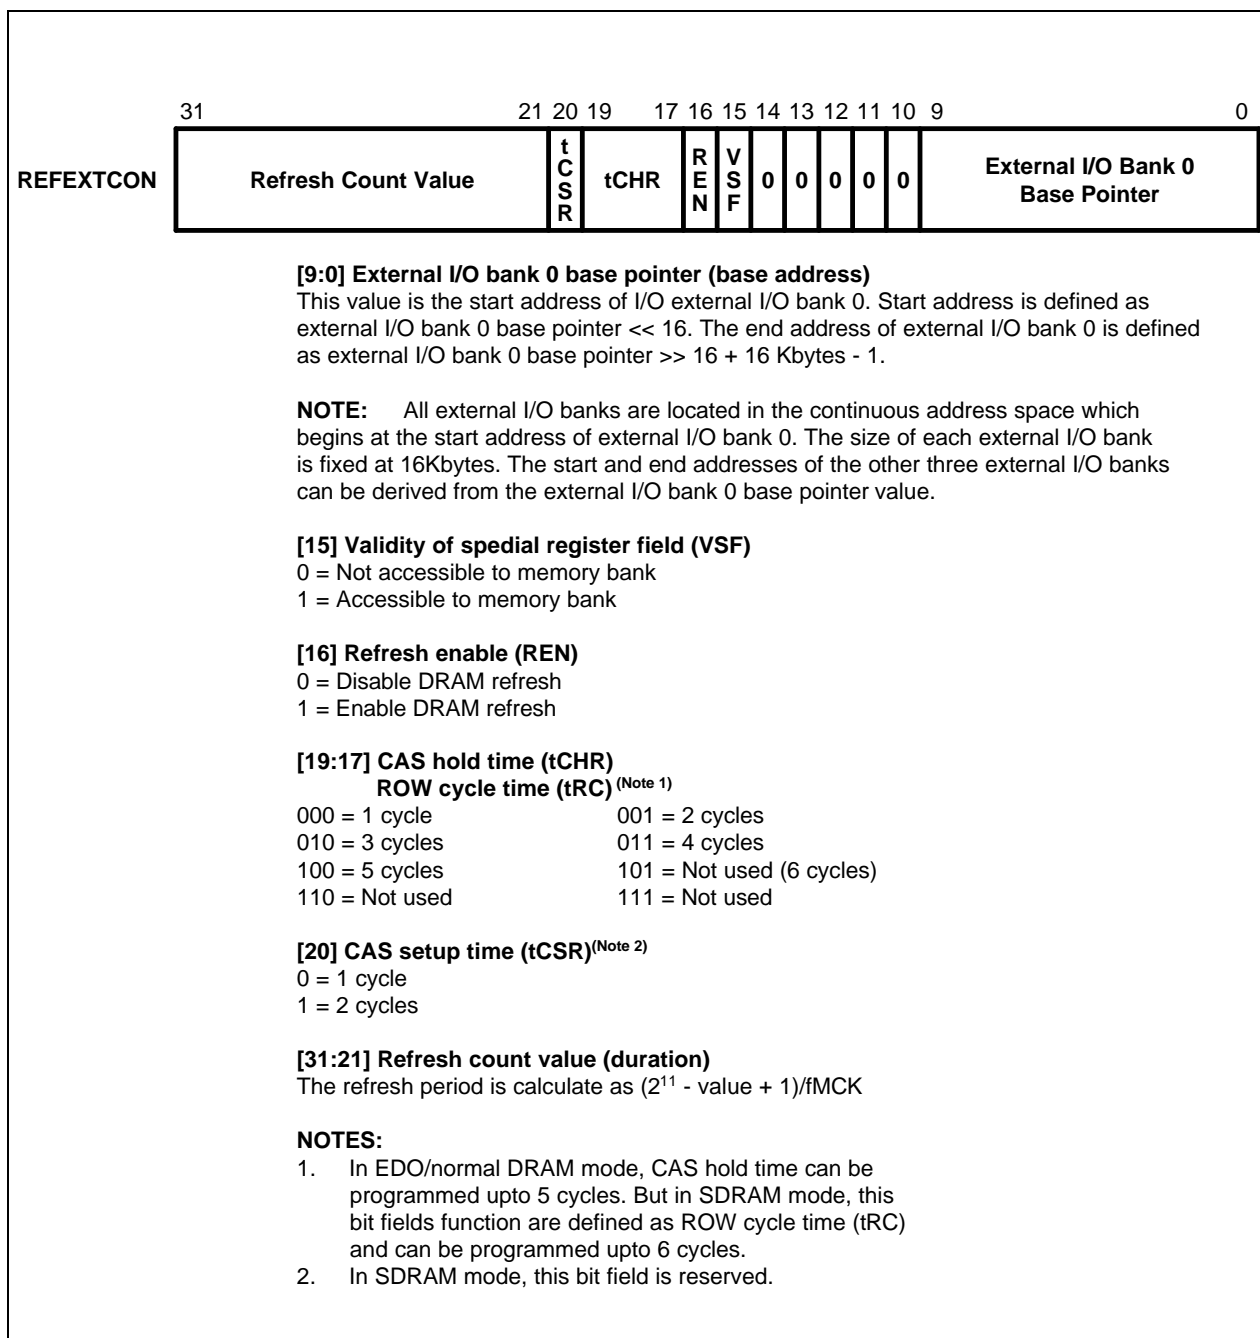 31 21 20 19 17 16 15 14 13 12 11 10 9 0
REFEXTCON Refresh Count Value tCSR tCHR REN VSF 0 0 0 0 0 External I/O Bank 0 Base Pointer
[9:0] External I/O bank 0 base pointer (base address)
This value is the start address of I/O external I/O bank 0. Start address is defined as
external I/O bank 0 base pointer << 16. The end address of external I/O bank 0 is defined
as external I/O bank 0 base pointer >> 16 + 16 Kbytes - 1.
NOTE: All external I/O banks are located in the continuous address space which
begins at the start address of external I/O bank 0. The size of each external I/O bank
is fixed at 16Kbytes. The start and end addresses of the other three external I/O banks
can be derived from the external I/O bank 0 base pointer value.
[15] Validity of spedial register field (VSF)
0 = Not accessible to memory bank
1 = Accessible to memory bank
[16] Refresh enable (REN)
0 = Disable DRAM refresh
1 = Enable DRAM refresh
[19:17] CAS hold time (tCHR)
ROW cycle time (tRC) (Note 1)
000 = 1 cycle 001 = 2 cycles
010 = 3 cycles 011 = 4 cycles
100 = 5 cycles 101 = Not used (6 cycles)
110 = Not used 111 = Not used
[20] CAS setup time (tCSR)(Note 2)
0 = 1 cycle
1 = 2 cycles
[31:21] Refresh count value (duration)
The refresh period is calculate as (2¹¹ - value + 1)/fMCK
NOTES:
1. In EDO/normal DRAM mode, CAS hold time can be
programmed upto 5 cycles. But in SDRAM mode, this
bit fields function are defined as ROW cycle time (tRC)
and can be programmed upto 6 cycles.
2. In SDRAM mode, this bit field is reserved.